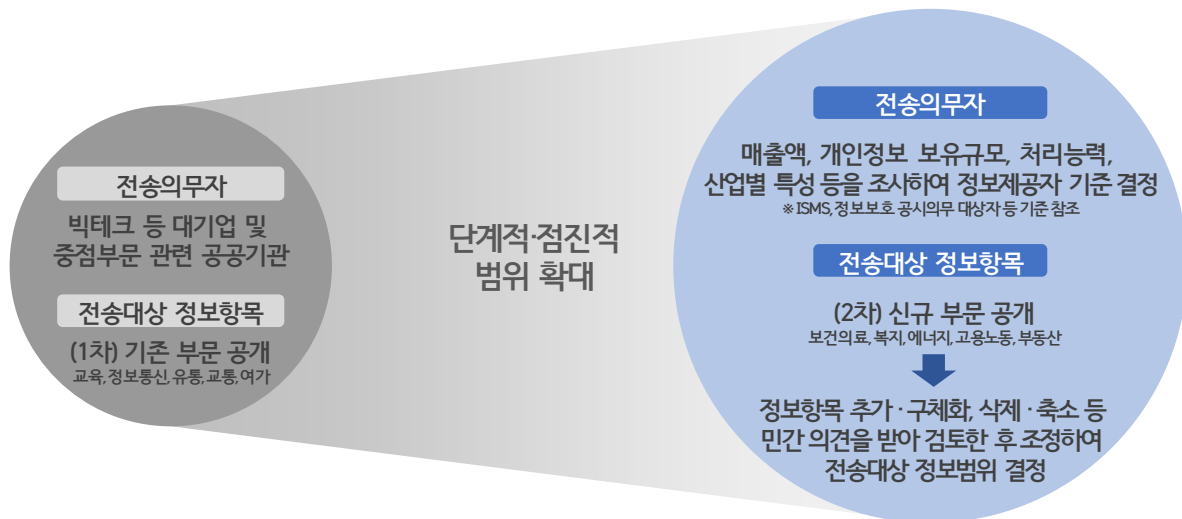 전송의무자
빅테크 등 대기업 및
중점부문 관련 공공기관
전송대상 정보항목
(1차) 기존 부문 공개
교육, 정보통신, 유통, 교통, 여가
단계적·점진적
범위 확대
전송의무자
매출액, 개인정보 보유규모, 처리능력,
산업별 특성 등을 조사하여 정보제공자 기준 결정
※ ISMS, 정보보호 공시의무 대상자 등 기준 참조
전송대상 정보항목
(2차) 신규 부문 공개
보건의료, 복지, 에너지, 고용노동, 부동산
정보항목 추가·구체화, 삭제·축소 등
민간 의견을 받아 검토한 후 조정하여
전송대상 정보범위 결정